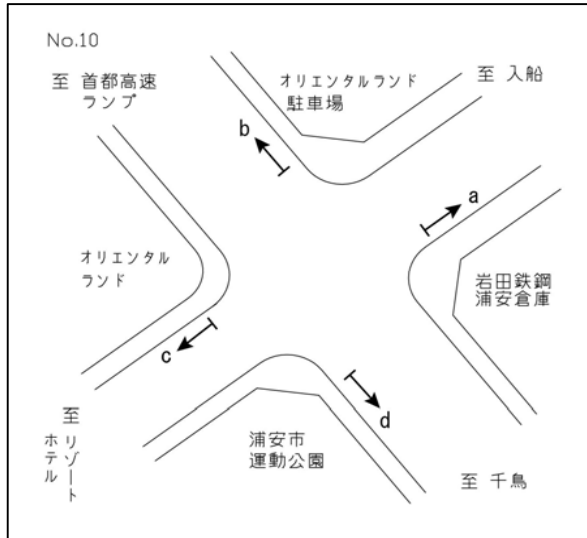 No.10
至 首都高速
ランプ
オリエンタルランド
駐車場
至 入船
b
a
オリエンタル
ランド
岩田鉄鋼
浦安倉庫
c
d
至 リゾート
ホテル
浦安市
運動公園
至 千鳥